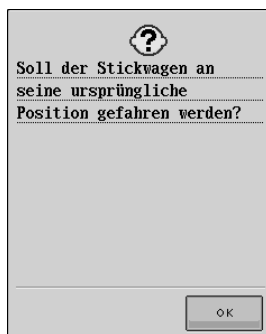 Soll der Stickwagen an
seine ursprüngliche
Position gefahren werden?
OK